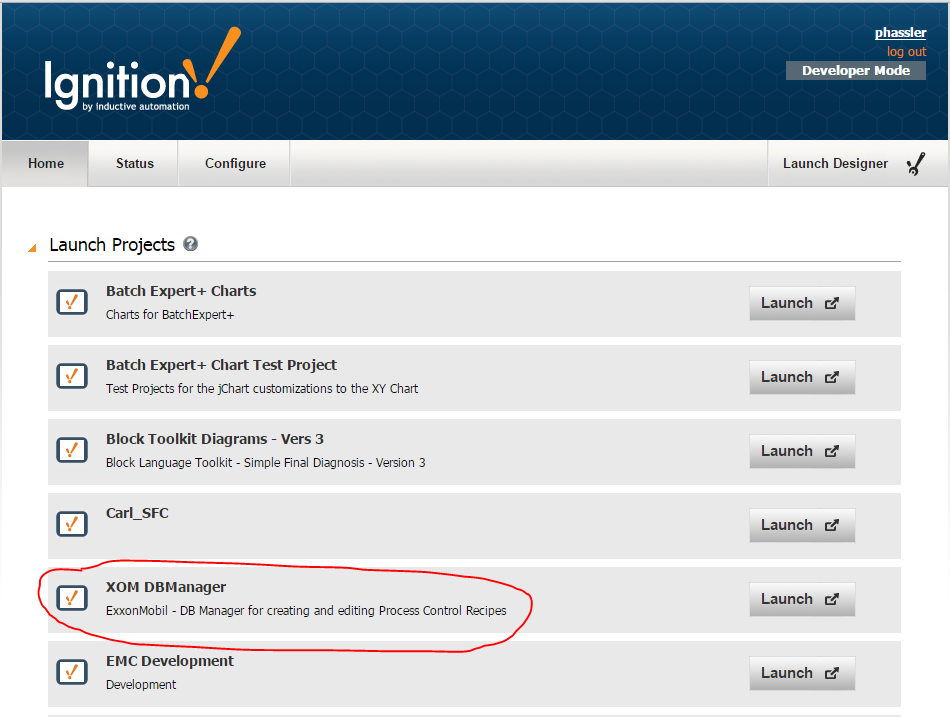 phassler
log out
Developer Mode
Ignition!
by inductive automation
Home
Status
Configure
Launch Designer
Launch Projects ?
Batch Expert+ Charts
Charts for BatchExpert+
Launch
Batch Expert+ Chart Test Project
Test Projects for the jChart customizations to the XY Chart
Launch
Block Toolkit Diagrams - Vers 3
Block Language Toolkit - Simple Final Diagnosis - Version 3
Launch
Carl_SFC
Launch
XOM DBManager
ExxonMobil - DB Manager for creating and editing Process Control Recipes
Launch
EMC Development
Development
Launch